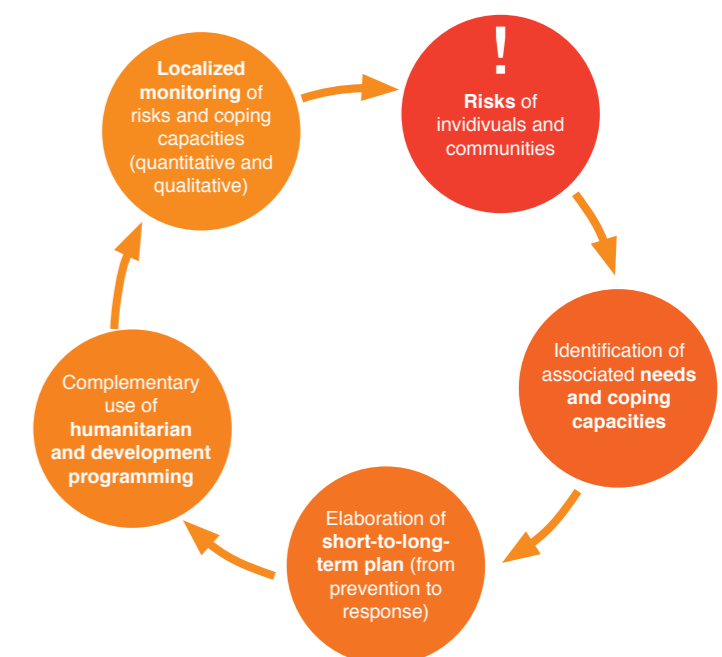 !
Risks of
invidivuals and
communities
Identification of
associated needs
and coping
capacities
Elaboration of
short-to-long-
term plan (from
prevention to
response)
Complementary
use of
humanitarian
and development
programming
Localized
monitoring of
risks and coping
capacities
(quantitative and
qualitative)